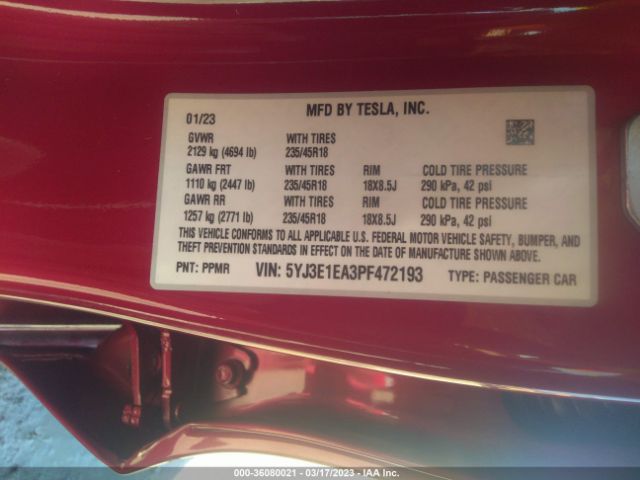 MFD BY TESLA, INC.
01/23
GVWR WITH TIRES
2129 kg (4694 lb) 235/45R18
GAWR FRT WITH TIRES RIM COLD TIRE PRESSURE
1110 kg (2447 lb) 235/45R18 18X8.5J 290 kPa, 42 psi
GAWR RR WITH TIRES RIM COLD TIRE PRESSURE
1257 kg (2771 lb) 235/45R18 18X8.5J 290 kPa, 42 psi
THIS VEHICLE CONFORMS TO ALL APPLICABLE U.S. FEDERAL MOTOR VEHICLE SAFETY, BUMPER, AND
THEFT PREVENTION STANDARDS IN EFFECT ON THE DATE OF MANUFACTURE SHOWN ABOVE.
PNT: PPMR VIN: 5YJ3E1EA3PF472193 TYPE: PASSENGER CAR
000-36080021 - 03/17/2023 - IAA Inc.